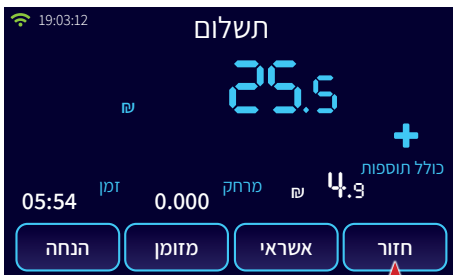 19:03:12
תשלום
25.5 ₪
כולל תוספות
4.9 ₪ מרחק 0.000 זמן 05:54
חזור אשראי מזומן הנחה